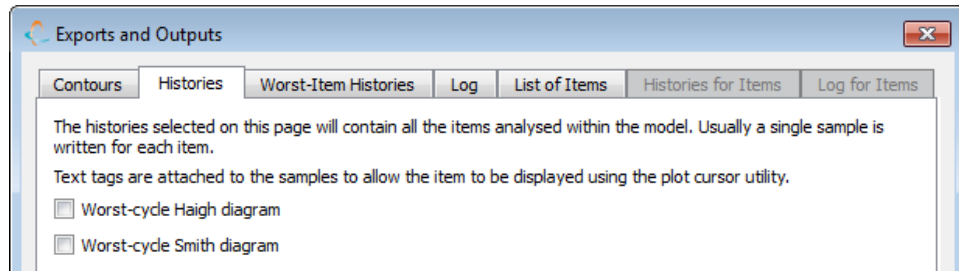 Exports and Outputs
Contours Histories Worst-Item Histories Log List of Items Histories for Items Log for Items
The histories selected on this page will contain all the items analysed within the model. Usually a single sample is
written for each item.
Text tags are attached to the samples to allow the item to be displayed using the plot cursor utility.
Worst-cycle Haigh diagram
Worst-cycle Smith diagram